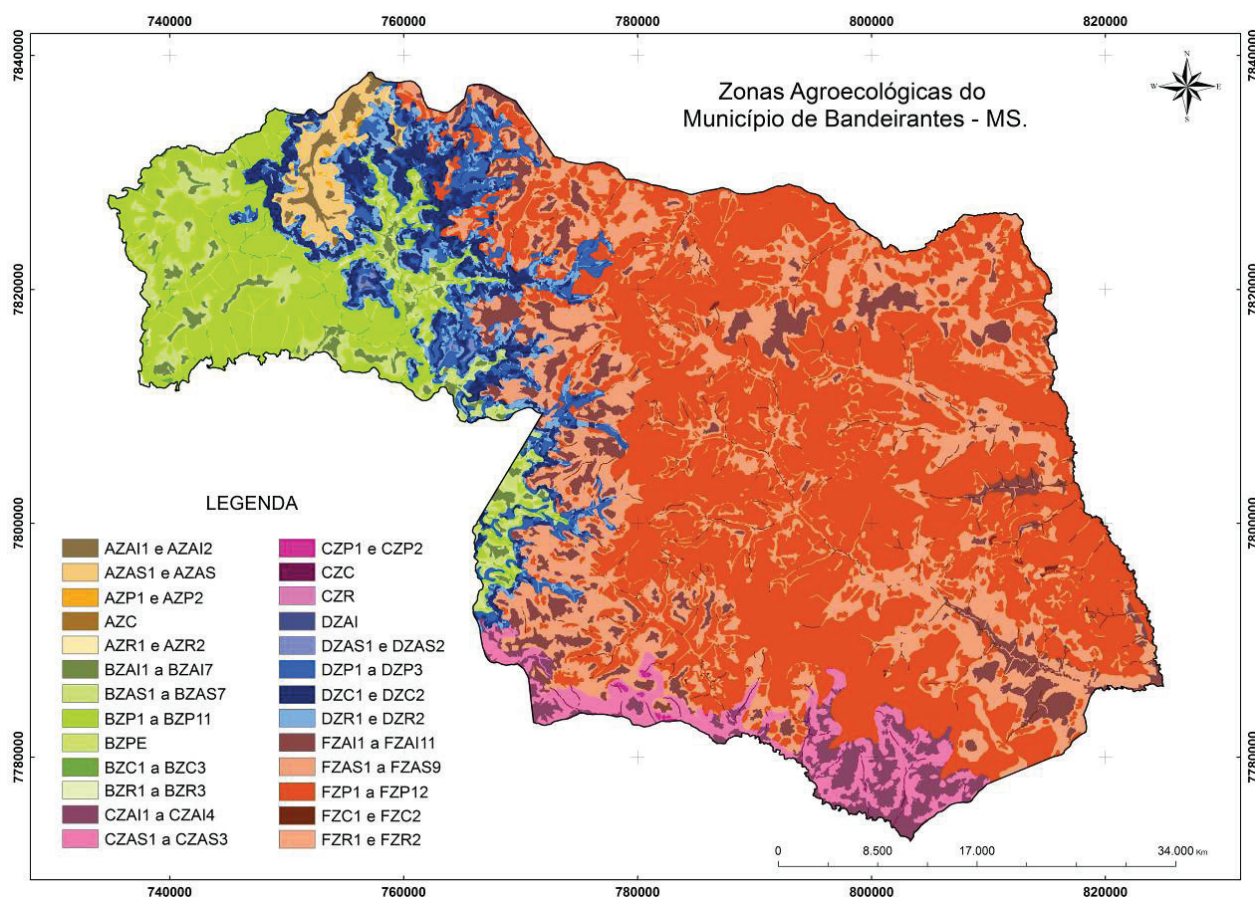 740000 760000 780000 800000 820000
7840000 7840000
N
W E
S
Zonas Agroecológicas do
Município de Bandeirantes - MS.
7820000 7820000
LEGENDA
7800000 7800000
AZAI1 e AZAI2
AZAS1 e AZAS
AZP1 e AZP2
AZC
AZR1 e AZR2
BZAI1 a BZAI7
BZAS1 a BZAS7
BZP1 a BZP11
BZPE
BZC1 a BZC3
BZR1 a BZR3
CZAI1 a CZAI4
CZAS1 a CZAS3
CZP1 e CZP2
CZC
CZR
DZAI
DZAS1 e DZAS2
DZP1 a DZP3
DZC1 e DZC2
DZR1 e DZR2
FZAI1 a FZAI11
FZAS1 a FZAS9
FZP1 a FZP12
FZC1 e FZC2
FZR1 e FZR2
7780000 7780000
0 8.500 17.000 34.000 Km
740000 760000 780000 800000 820000